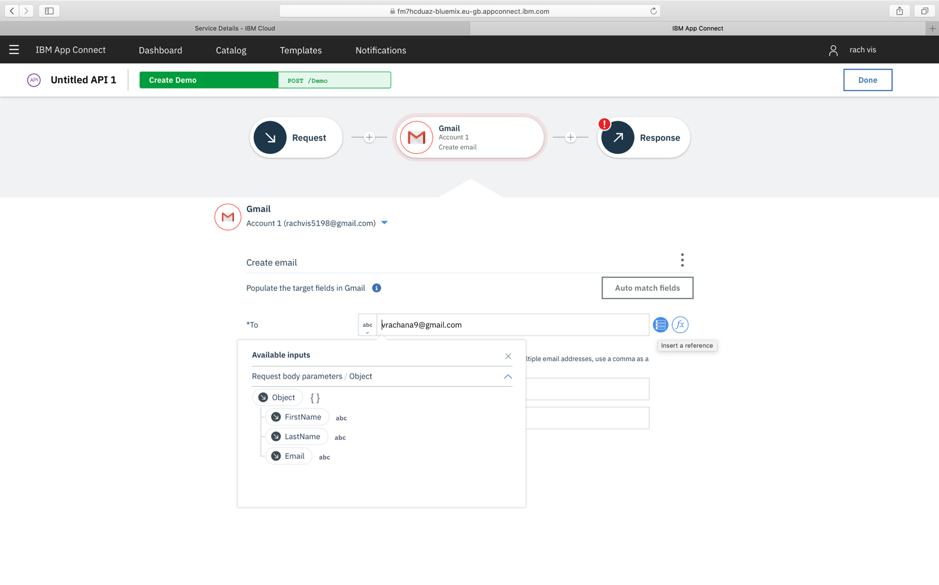 fm7hcduaz-bluemix.eu-gb.appconnect.ibm.com
Service Details - IBM Cloud
IBM App Connect
IBM App Connect
Dashboard
Catalog
Templates
Notifications
rach vis
API
Untitled API 1
Create Demo
POST /Demo
Done
Request
Gmail
Account 1
Create email
Response
Gmail
Account 1 (rachvis5198@gmail.com)
Create email
Populate the target fields in Gmail
Auto match fields
*To
abc
vrachana9@gmail.com
fx
Insert a reference
Available inputs
ltiple email addresses, use a comma as a
Request body parameters / Object
Object { }
FirstName abc
LastName abc
Email abc